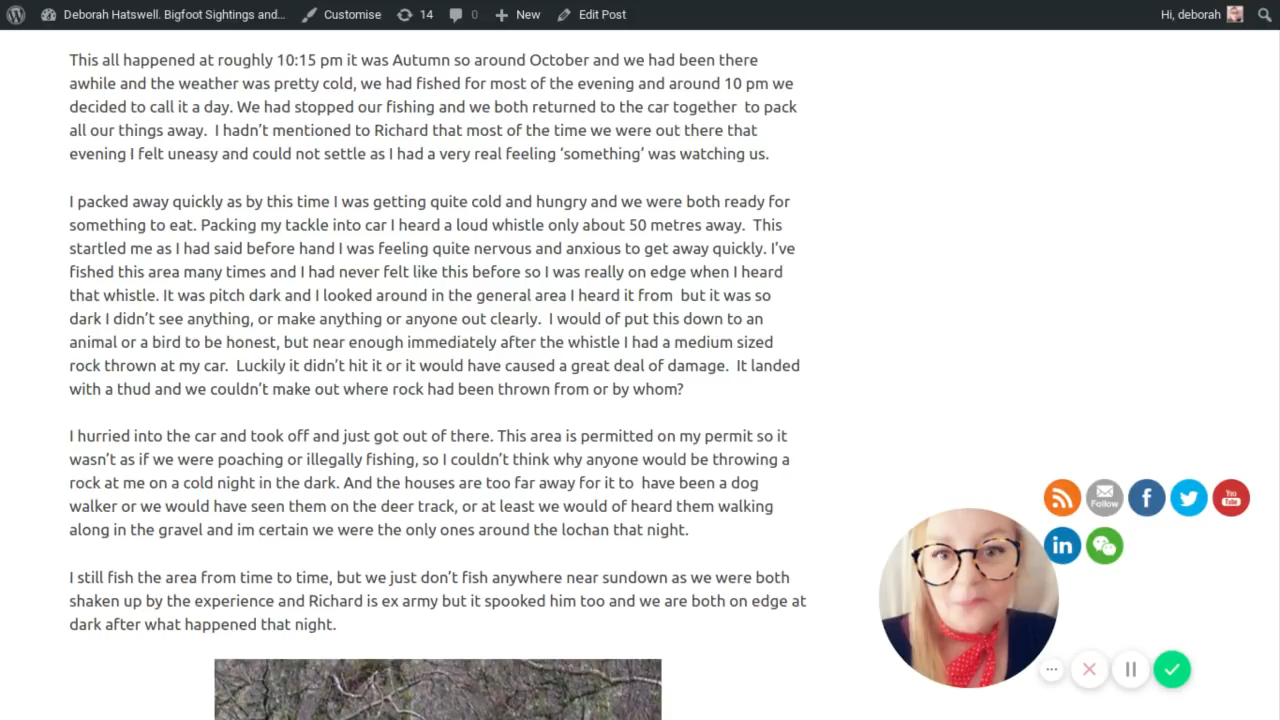 Deborah Hatswell. Bigfoot Sightings and... Customise 14 0 New Edit Post Hi, deborah
This all happened at roughly 10:15 pm it was Autumn so around October and we had been there
awhile and the weather was pretty cold, we had fished for most of the evening and around 10 pm we
decided to call it a day. We had stopped our fishing and we both returned to the car together  to pack
all our things away.  I hadn’t mentioned to Richard that most of the time we were out there that
evening I felt uneasy and could not settle as I had a very real feeling ‘something’ was watching us.
I packed away quickly as by this time I was getting quite cold and hungry and we were both ready for
something to eat. Packing my tackle into car I heard a loud whistle only about 50 metres away.  This
startled me as I had said before hand I was feeling quite nervous and anxious to get away quickly. I’ve
fished this area many times and I had never felt like this before so I was really on edge when I heard
that whistle. It was pitch dark and I looked around in the general area I heard it from  but it was so
dark I didn’t see anything, or make anything or anyone out clearly.  I would of put this down to an
animal or a bird to be honest, but near enough immediately after the whistle I had a medium sized
rock thrown at my car.  Luckily it didn’t hit it or it would have caused a great deal of damage.  It landed
with a thud and we couldn’t make out where rock had been thrown from or by whom?
I hurried into the car and took off and just got out of there. This area is permitted on my permit so it
wasn’t as if we were poaching or illegally fishing, so I couldn’t think why anyone would be throwing a
rock at me on a cold night in the dark. And the houses are too far away for it to  have been a dog
walker or we would have seen them on the deer track, or at least we would of heard them walking
along in the gravel and im certain we were the only ones around the lochan that night.
I still fish the area from time to time, but we just don’t fish anywhere near sundown as we were both
shaken up by the experience and Richard is ex army but it spooked him too and we are both on edge at
dark after what happened that night.
Follow
You
Tube
in